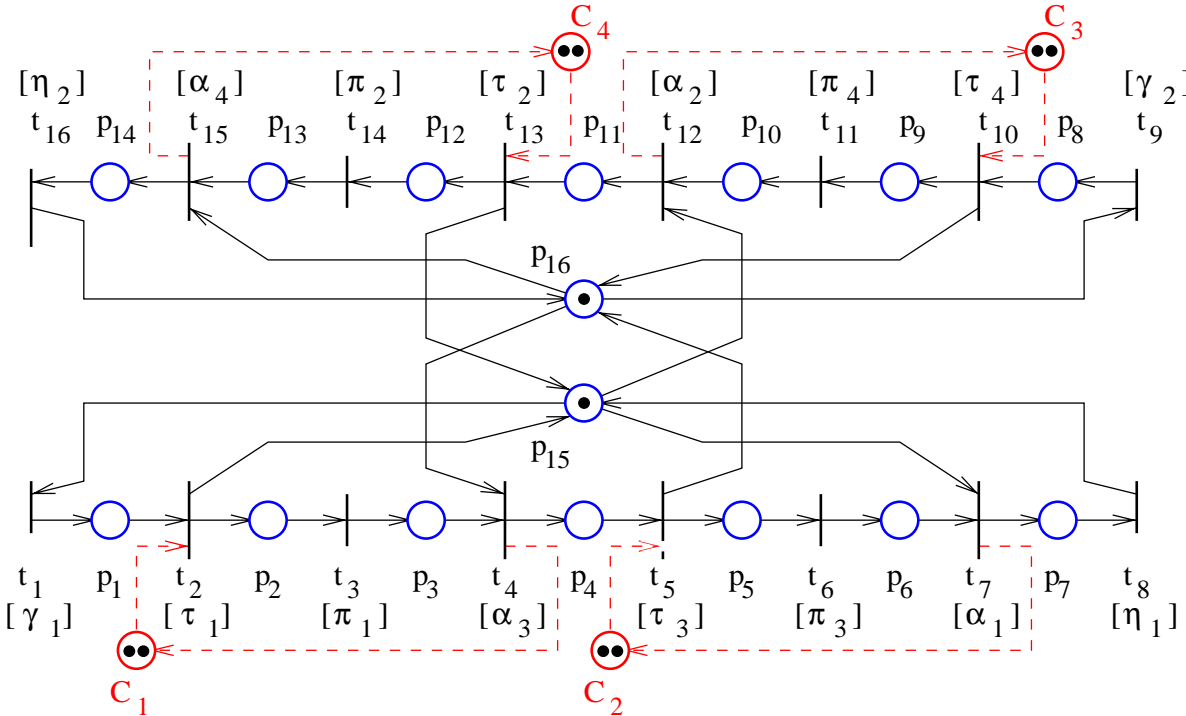 C4 C3
[η2] [α4] [π2] [τ2] [α2] [π4] [τ4] [γ2]
t16 p14 t15 p13 t14 p12 t13 p11 t12 p10 t11 p9 t10 p8 t9
p16
p15
t1 p1 t2 p2 t3 p3 t4 p4 t5 p5 t6 p6 t7 p7 t8
[γ1] [τ1] [π1] [α3] [τ3] [π3] [α1] [η1]
C1 C2